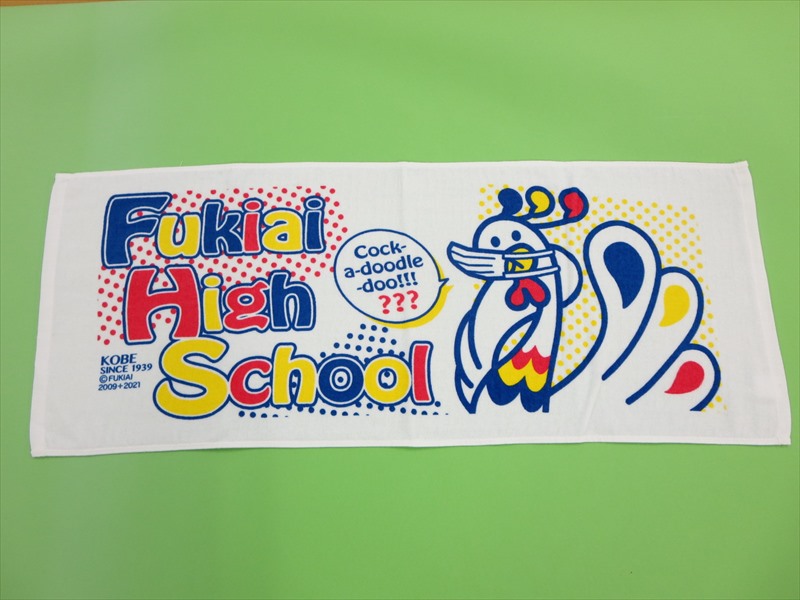 Fukiai
High
School
KOBE
SINCE 1939
©FUKIAI
2009+2021
Cock-
a-doodle
-doo!!!
???